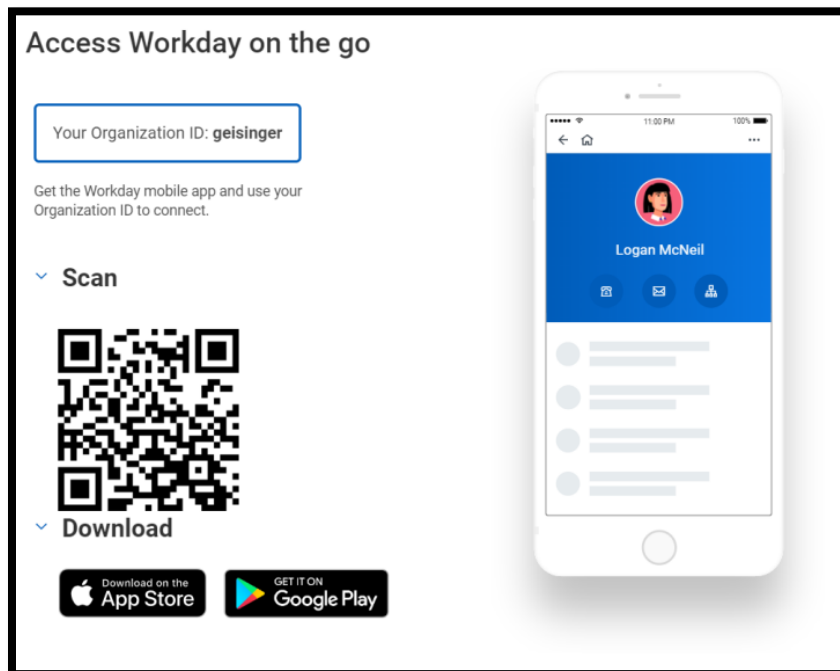 Access Workday on the go
Your Organization ID: geisinger
Get the Workday mobile app and use your
Organization ID to connect.
Scan
Download
Download on the
App Store
GET IT ON
Google Play
11:00 PM
100%
Logan McNeil